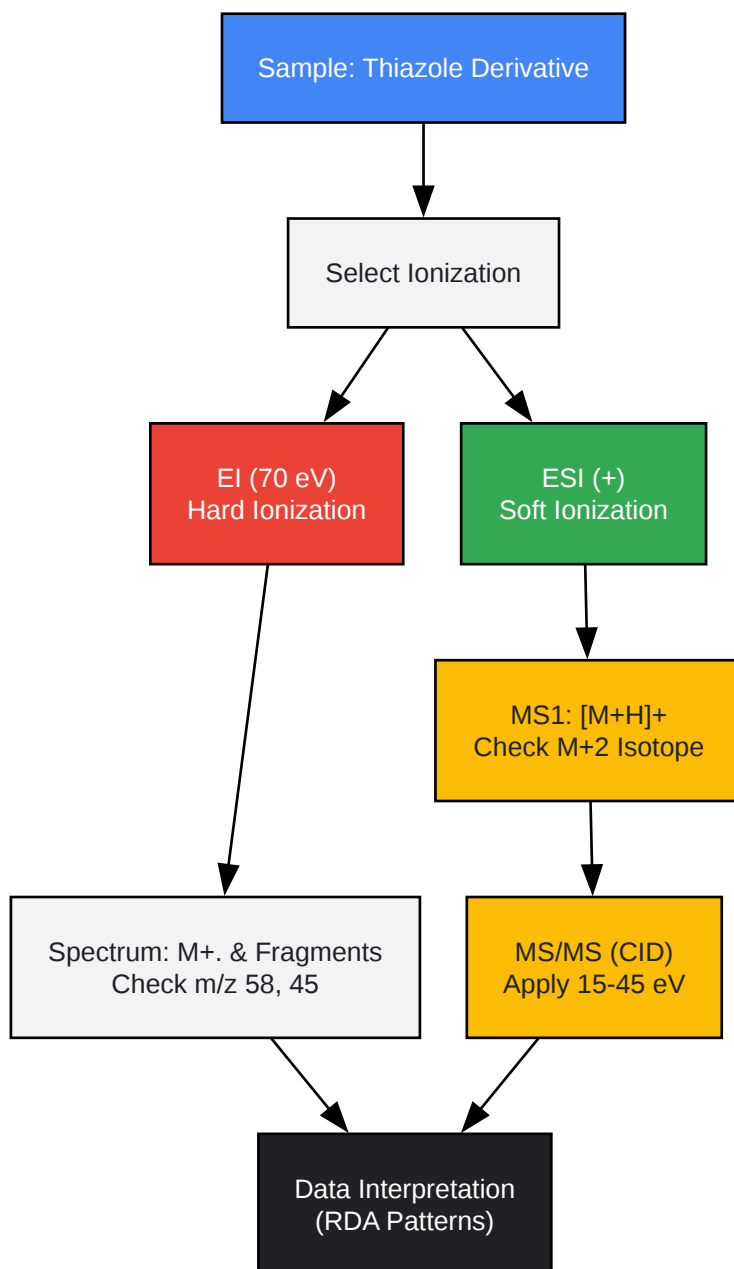 Sample: Thiazole Derivative
Select Ionization
EI (70 eV)
Hard Ionization
ESI (+)
Soft Ionization
MS1: [M+H]+
Check M+2 Isotope
Spectrum: M+. & Fragments
Check m/z 58, 45
MS/MS (CID)
Apply 15-45 eV
Data Interpretation
(RDA Patterns)